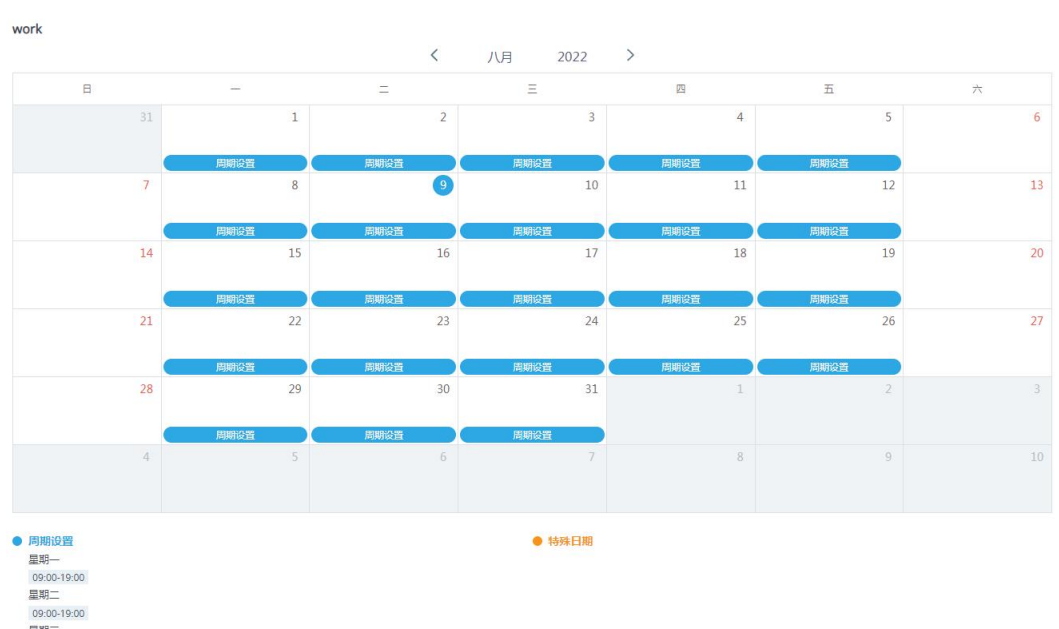 work
八月 2022
日 一 二 三 四 五 六
31 1 2 3 4 5 6
周期设置 周期设置 周期设置 周期设置 周期设置
7 8 9 10 11 12 13
周期设置 周期设置 周期设置 周期设置 周期设置
14 15 16 17 18 19 20
周期设置 周期设置 周期设置 周期设置 周期设置
21 22 23 24 25 26 27
周期设置 周期设置 周期设置 周期设置 周期设置
28 29 30 31 1 2 3
周期设置 周期设置 周期设置
4 5 6 7 8 9 10
周期设置 特殊日期
星期一
09:00-19:00
星期二
09:00-19:00